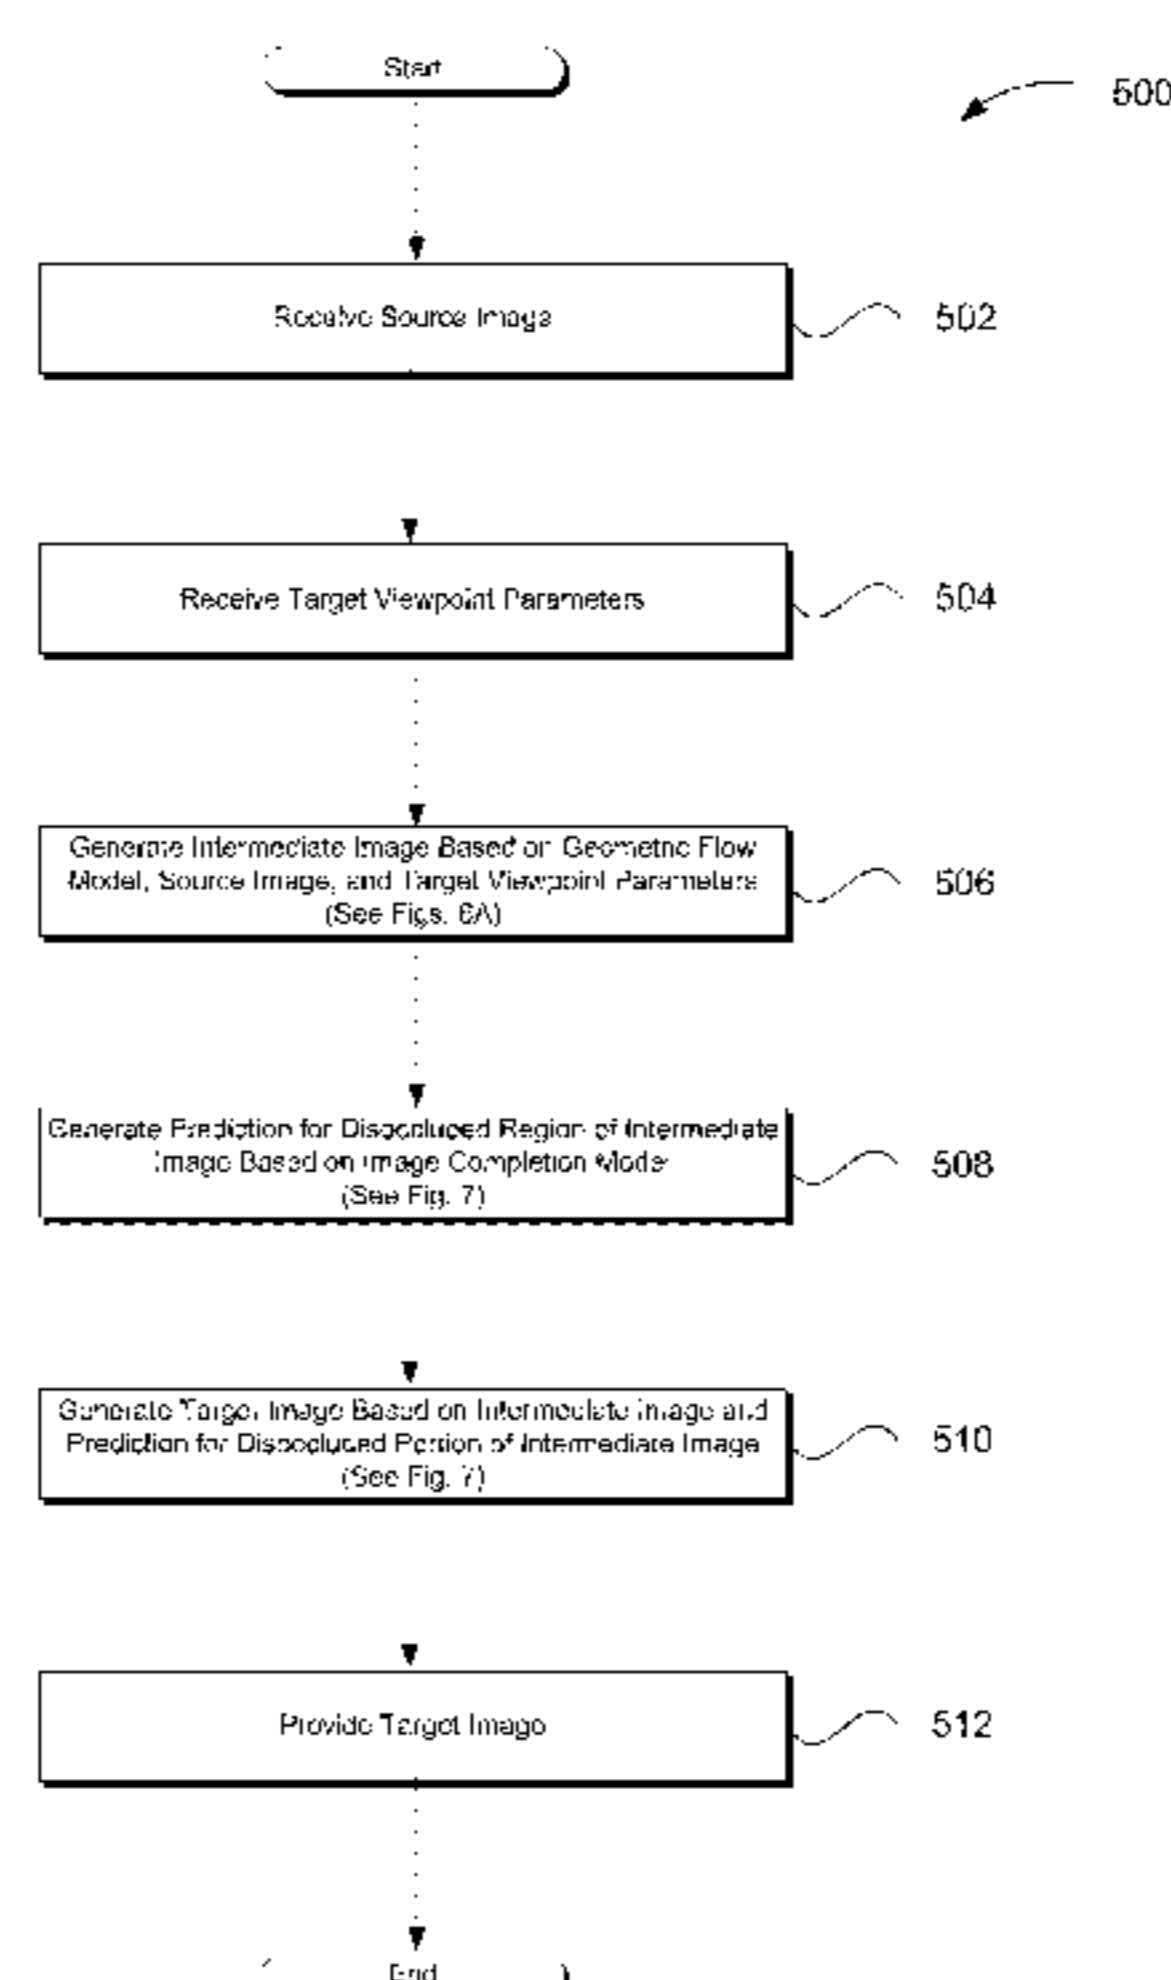 Start
500
Receive Source Image
502
Receive Target Viewpoint Parameters
504
Generate Intermediate Image Based on Geometric Flow
Model, Source Image, and Target Viewpoint Parameters
(See Figs. 6A)
506
Generate Prediction for Disoccluded Region of Intermediate
Image Based on Image Completion Model
(See Fig. 7)
508
Generate Target Image Based on Intermediate Image and
Prediction for Disoccluded Portion of Intermediate Image
(See Fig. 7)
510
Provide Target Image
512
End